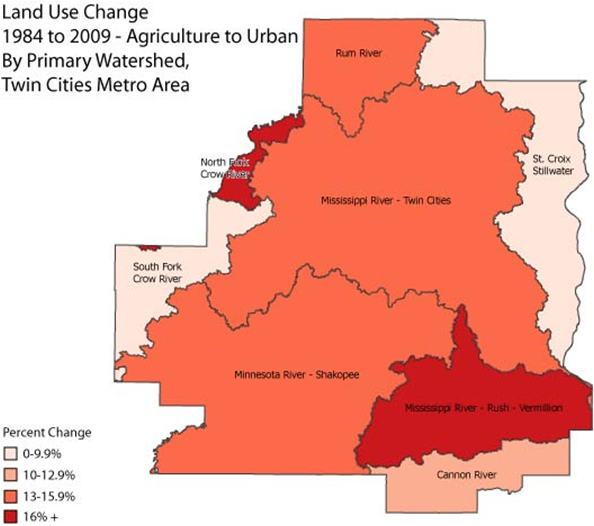 Land Use Change
1984 to 2009 - Agriculture to Urban
By Primary Watershed,
Twin Cities Metro Area
Rum River
North Fork
Crow River
St. Croix
Stillwater
Mississippi River - Twin Cities
South Fork
Crow River
Minnesota River - Shakopee
Mississippi River - Rush - Vermillion
Cannon River
Percent Change
0-9.9%
10-12.9%
13-15.9%
16% +